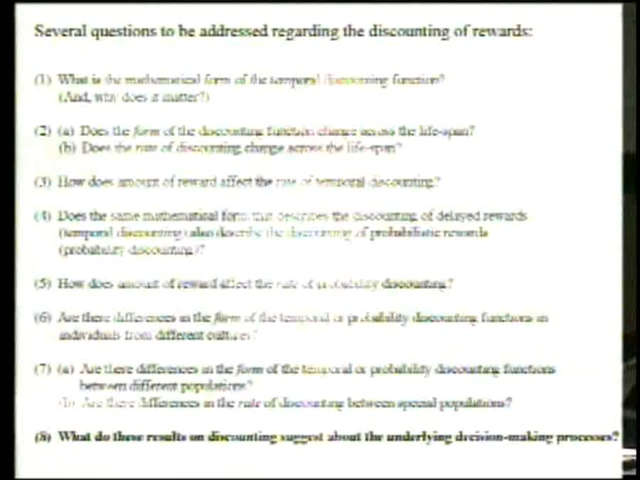 Several questions to be addressed regarding the discounting of rewards:
(1) What is the mathematical form of the temporal discounting function?
(And, why does it matter?)
(2) (a) Does the form of the discounting function change across the life-span?
(b) Does the rate of discounting change across the life-span?
(3) How does amount of reward affect the rate of temporal discounting?
(4) Does the same mathematical form that describes the discounting of delayed rewards
(temporal discounting) also describe the discounting of probabilistic rewards
(probability discounting)?
(5) How does amount of reward affect the rate of probability discounting?
(6) Are there differences in the form of the temporal or probability discounting functions in
individuals from different cultures?
(7) (a) Are there differences in the form of the temporal or probability discounting functions
between different populations?
(b) Are there differences in the rate of discounting between special populations?
(8) What do these results on discounting suggest about the underlying decision-making processes?